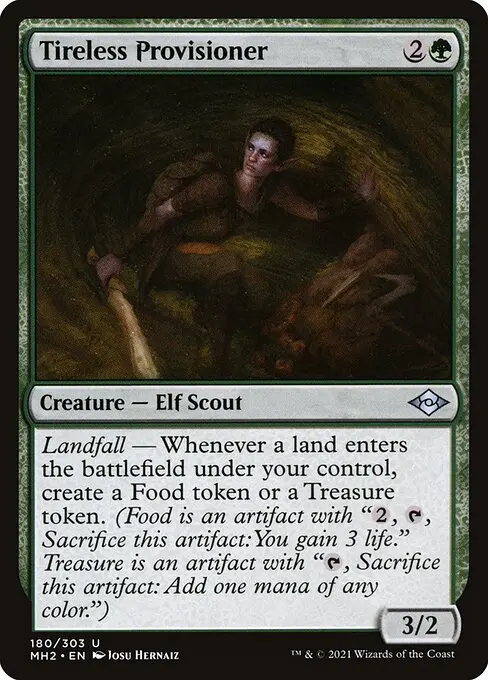 Tireless Provisioner 2
Creature — Elf Scout
Landfall — Whenever a land enters
the battlefield under your control,
create a Food token or a Treasure
token. (Food is an artifact with “2, ,
Sacrifice this artifact: You gain 3 life.”
Treasure is an artifact with “ , Sacrifice
this artifact: Add one mana of any
color.”)
3/2
180/303 U
MH2 • EN Josu Hernaiz
™ & © 2021 Wizards of the Coast